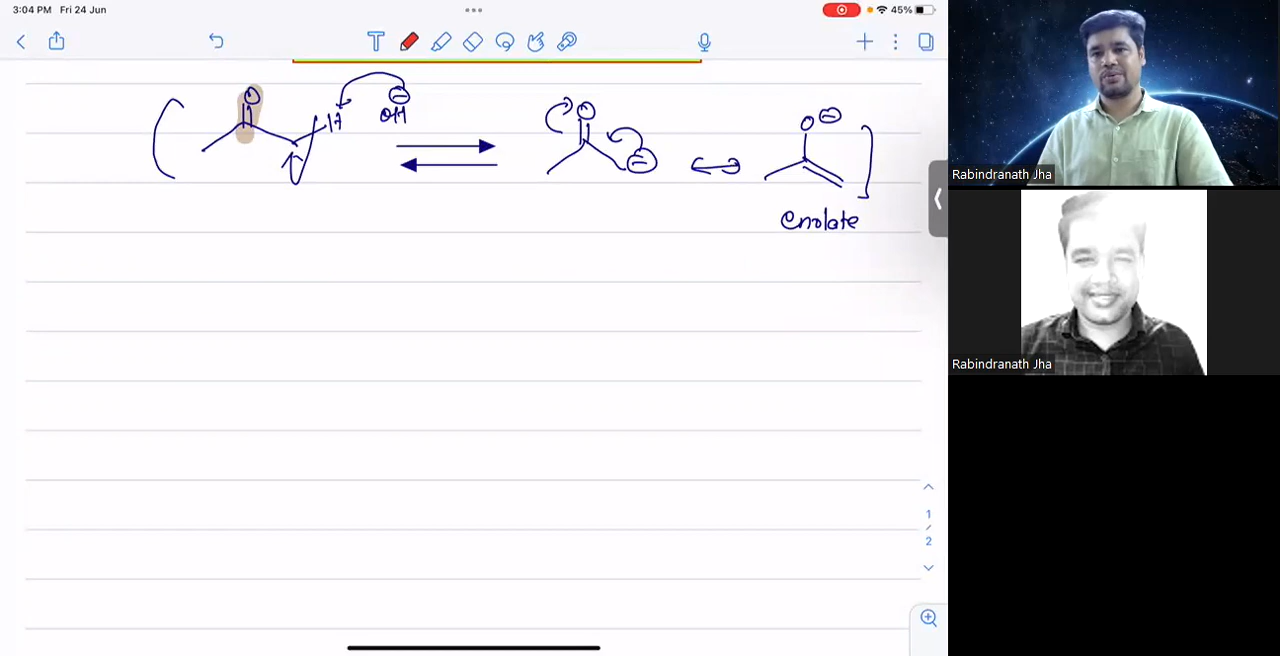 3:04 PM Fri 24 Jun
45%
T
O
H
⊖
OH
O
⊖
O ⊖
enolate
1
2
Rabindranath Jha
Rabindranath Jha